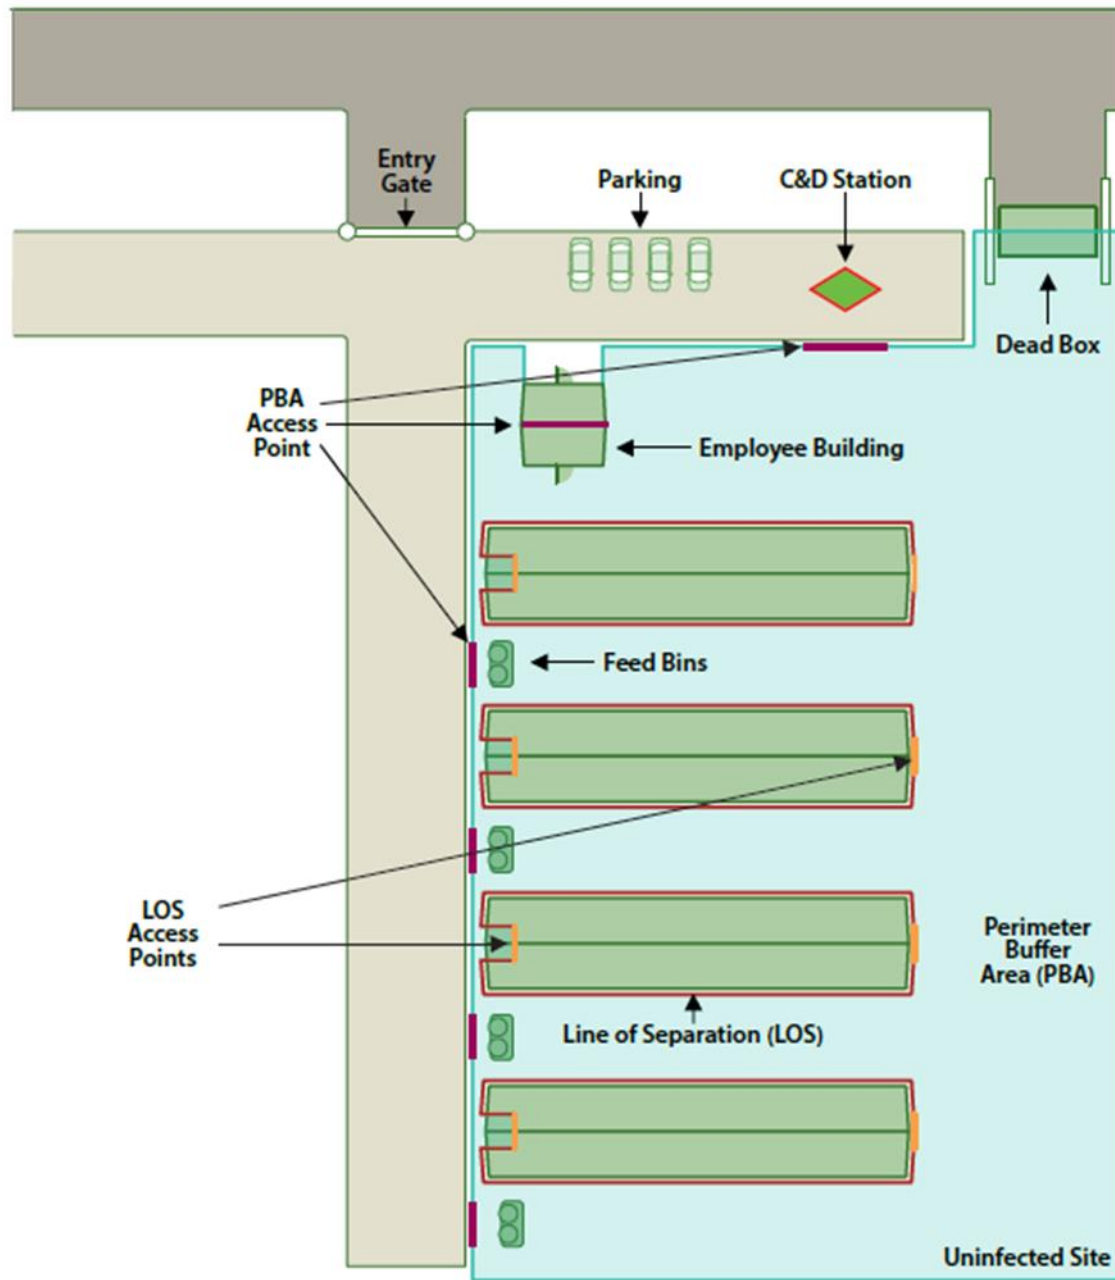 Entry
Gate
Parking
C&D Station
Dead Box
PBA
Access
Point
Employee Building
Feed Bins
LOS
Access
Points
Perimeter
Buffer
Area (PBA)
Line of Separation (LOS)
Uninfected Site